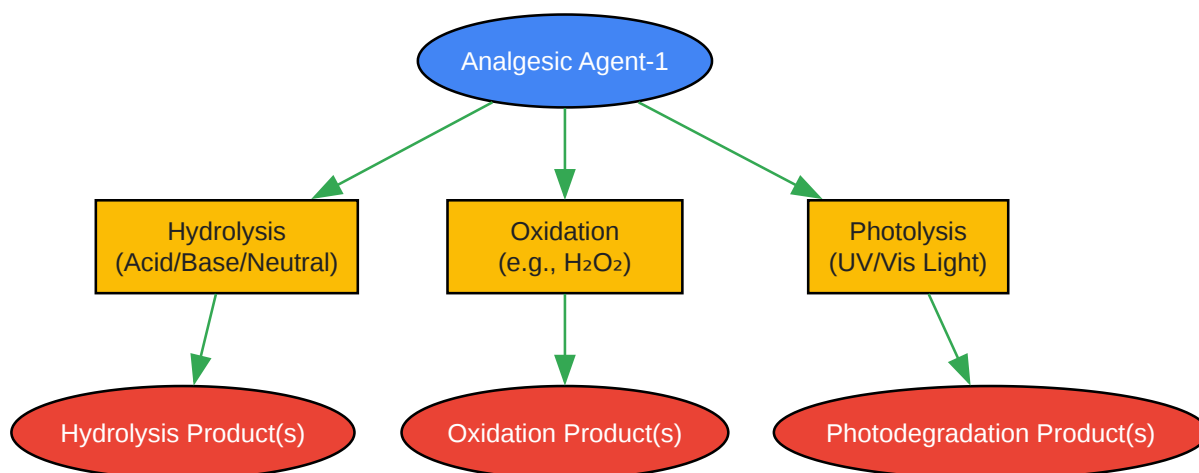 Analgesic Agent-1
Hydrolysis
(Acid/Base/Neutral)
Oxidation
(e.g., H₂O₂)
Photolysis
(UV/Vis Light)
Hydrolysis Product(s)
Oxidation Product(s)
Photodegradation Product(s)